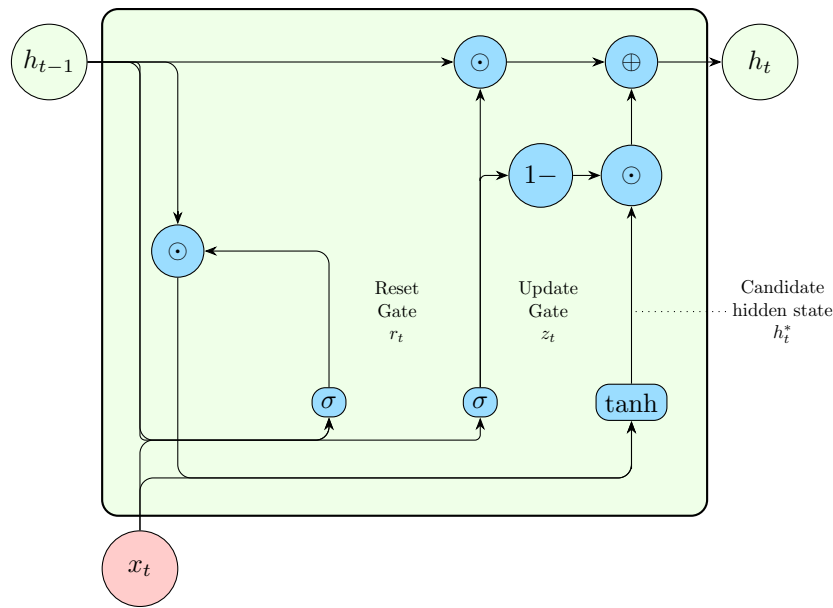 h_{t−1}
⊙
⊕
h_t
1−
⊙
⊙
Reset
Gate
r_t
Update
Gate
z_t
Candidate
hidden state
h_t^*
σ
σ
tanh
x_t